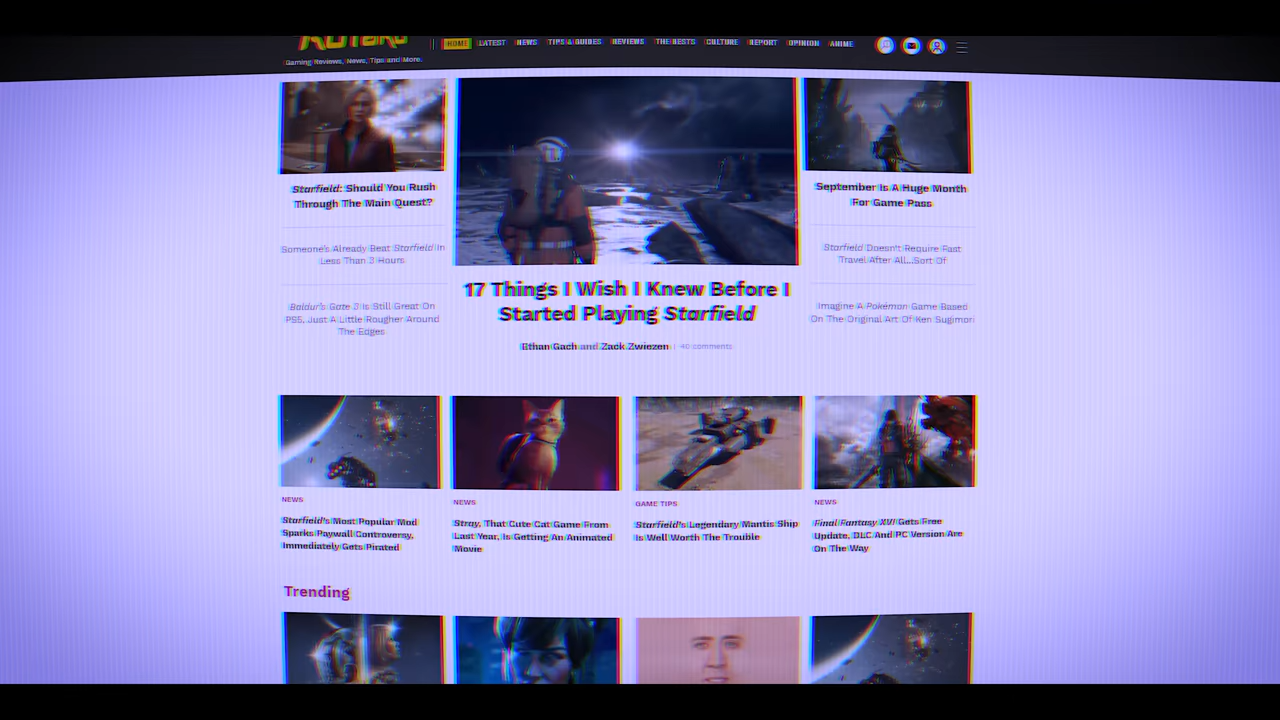 KOTAKU
HOME LATEST NEWS TIPS & GUIDES REVIEWS THE BESTS CULTURE REPORT OPINION ANIME
Gaming Reviews, News, Tips and More.
Starfield: Should You Rush
Through The Main Quest?
Someone's Already Beat Starfield In
Less Than 3 Hours
Baldur's Gate 3 Is Still Great On
PS5, Just A Little Rougher Around
The Edges
17 Things I Wish I Knew Before I
Started Playing Starfield
Ethan Gach and Zack Zwiezen | 40 comments
September Is A Huge Month
For Game Pass
Starfield Doesn't Require Fast
Travel After All...Sort Of
Imagine A Pokémon Game Based
On The Original Art Of Ken Sugimori
NEWS
Starfield's Most Popular Mod
Sparks Paywall Controversy,
Immediately Gets Pirated
NEWS
Stray, That Cute Cat Game From
Last Year, Is Getting An Animated
Movie
GAME TIPS
Starfield's Legendary Mantis Ship
Is Well Worth The Trouble
NEWS
Final Fantasy XVI Gets Free
Update, DLC And PC Version Are
On The Way
Trending